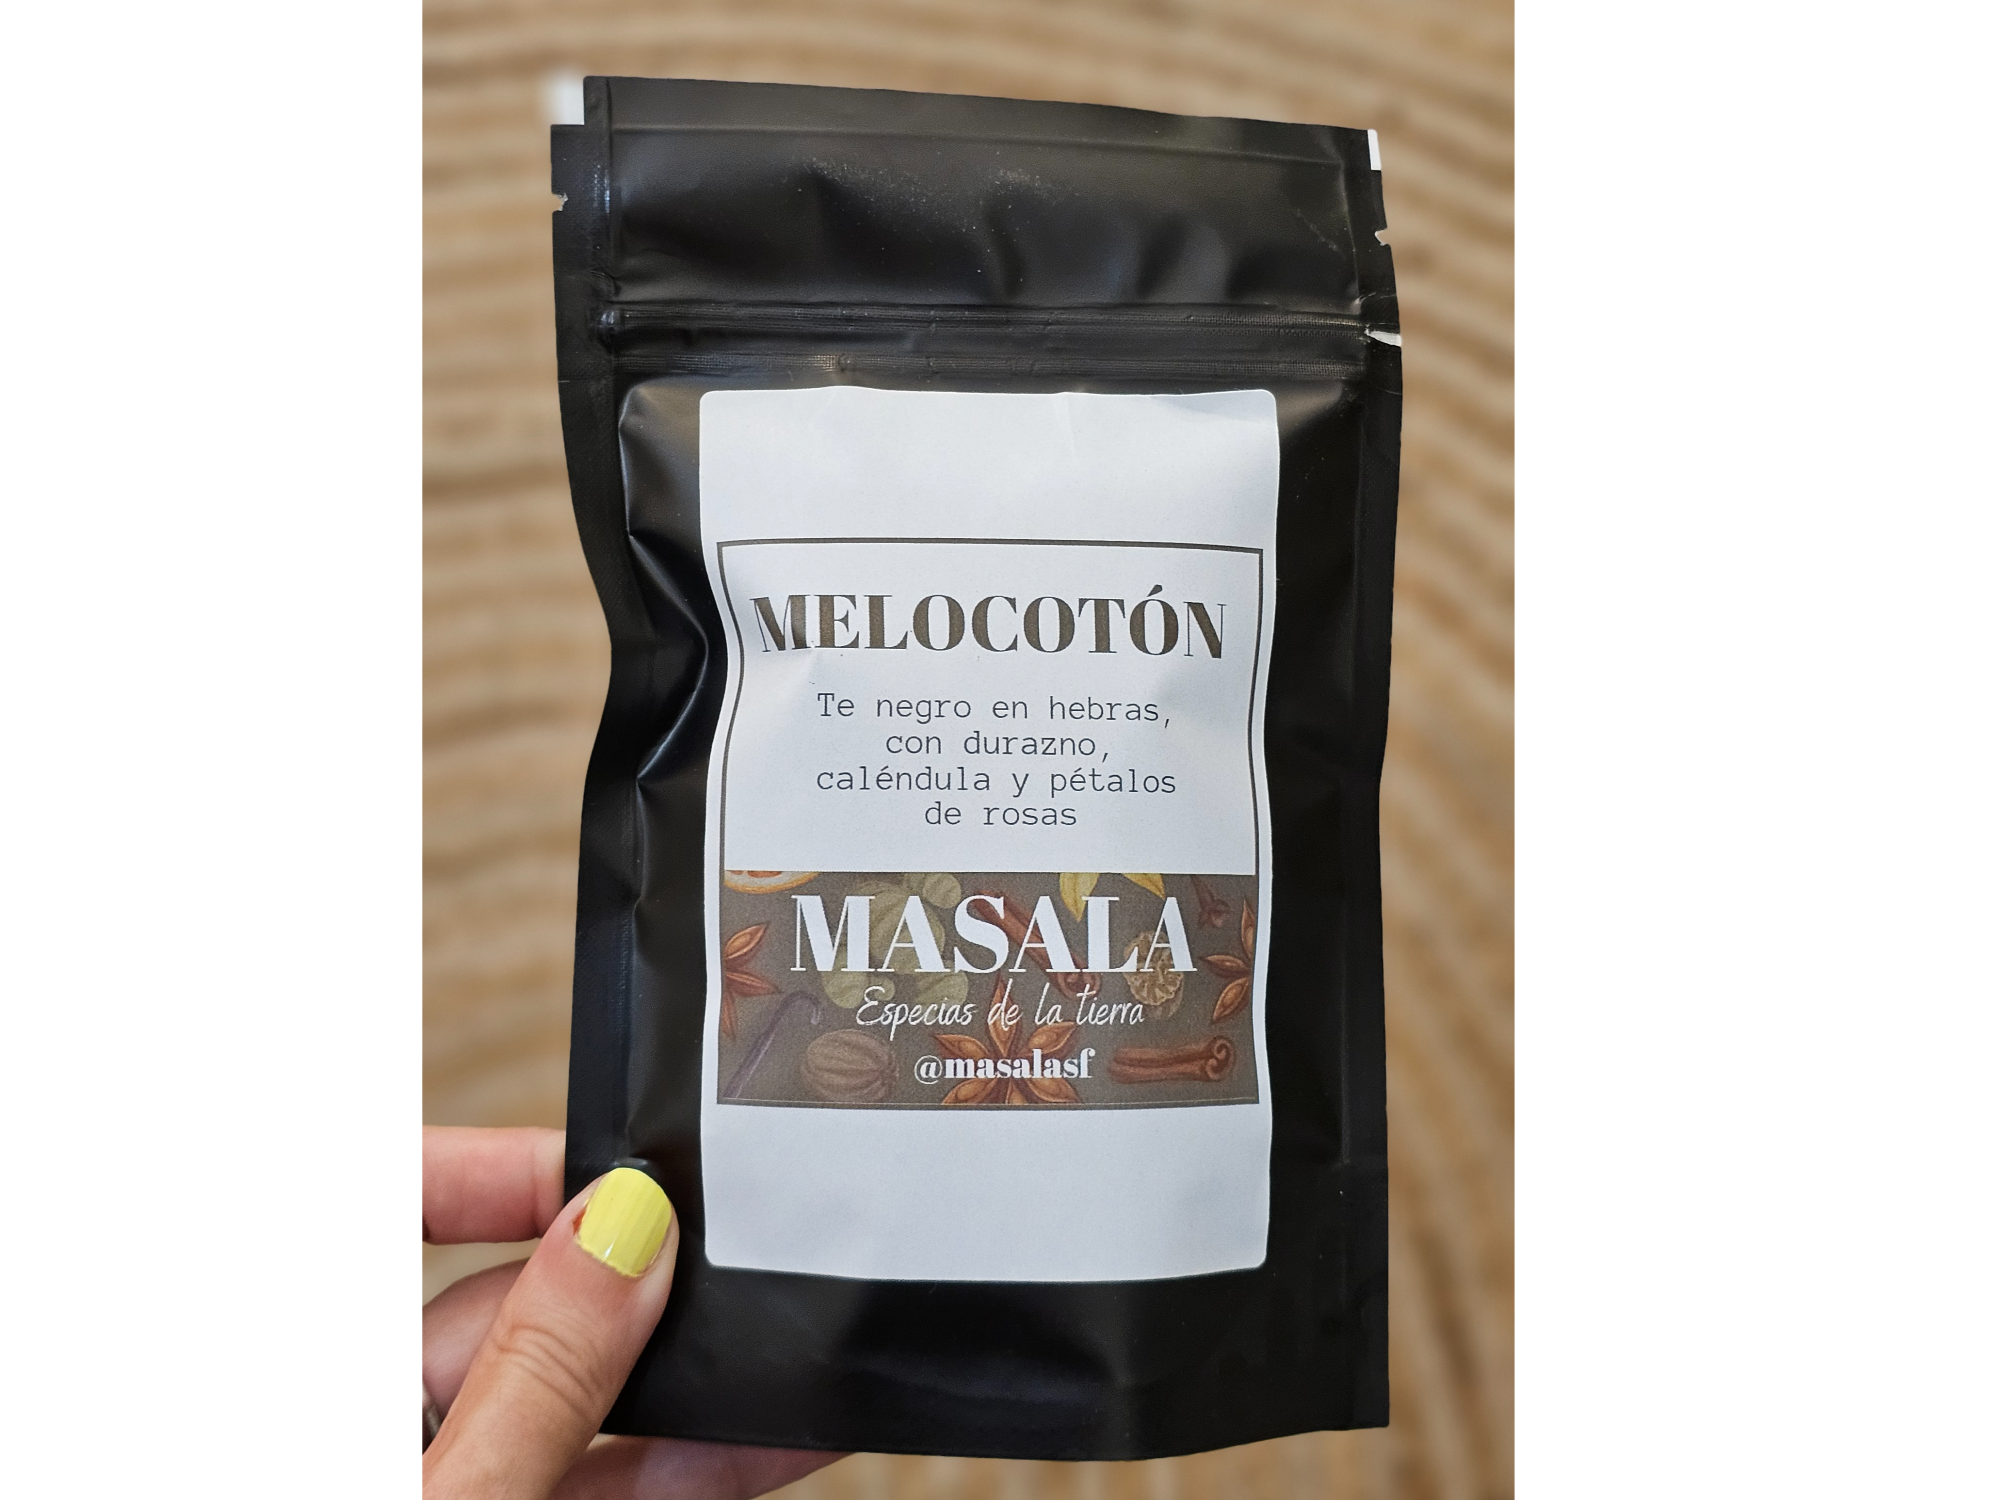 MELOCOTÓN
Te negro en hebras,
con durazno,
caléndula y pétalos
de rosas
MASALA
Especias de la tierra
@masalasf